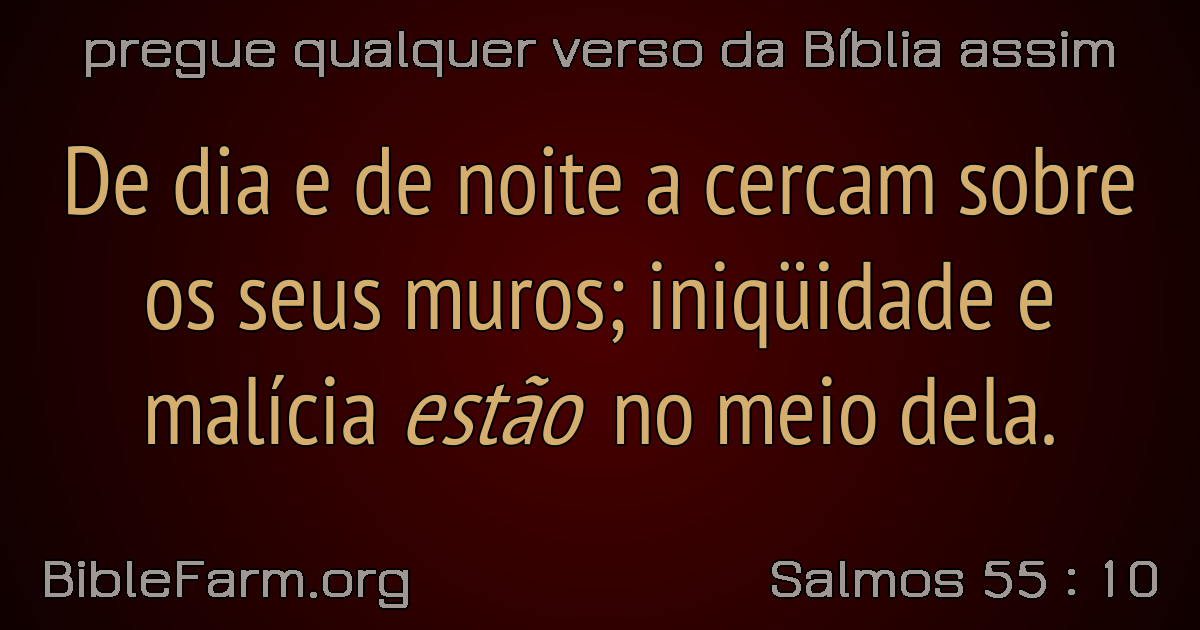 pregue qualquer verso da Bíblia assim
De dia e de noite a cercam sobre
os seus muros; iniqüidade e
malícia estão no meio dela.
BibleFarm.org
Salmos 55 : 10